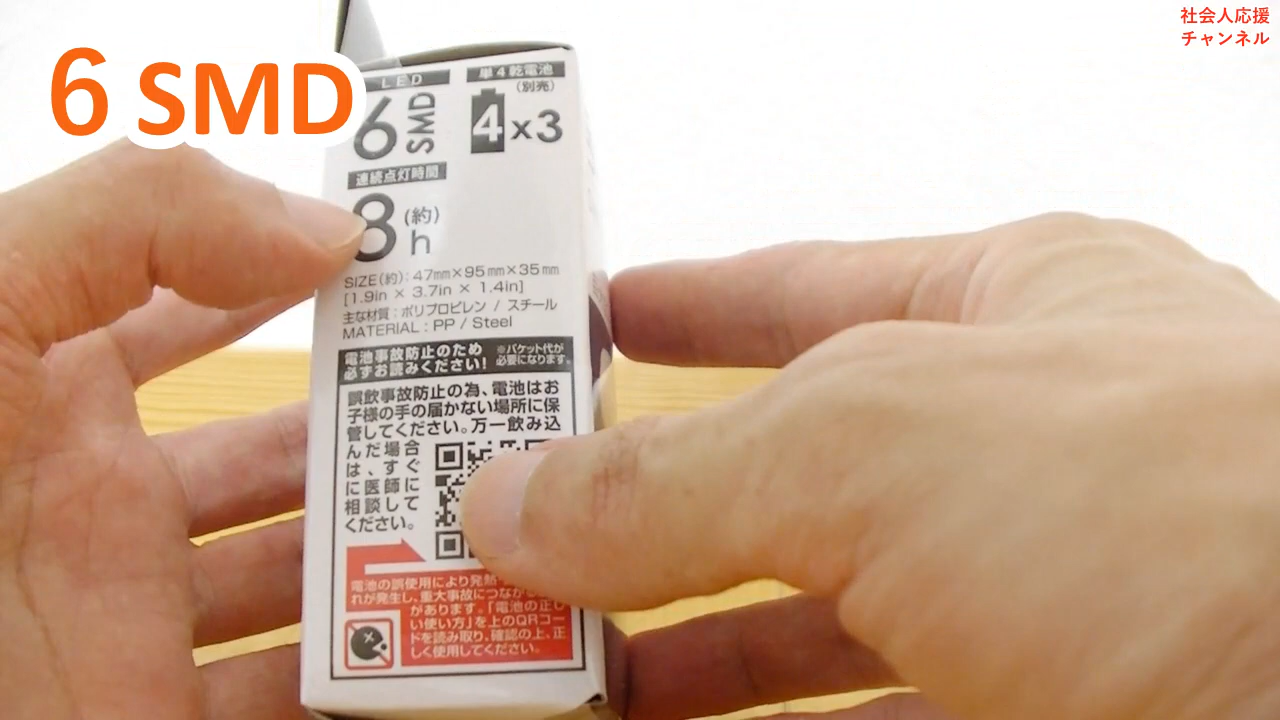 社会人応援
チャンネル
6 SMD
LED
6 SMD
単4乾電池
(別売)
4×3
連続点灯時間
8(約)h
SIZE(約):47mm×95mm×35mm
[1.9in × 3.7in × 1.4in]
主な材質:ポリプロピレン / スチール
MATERIAL : PP / Steel
電池事故防止のため
必ずお読みください!
※パケット代が
必要になります。
誤飲事故防止の為、電池はお
子様の手の届かない場所に保
管してください。万一飲み込
んだ場合
は、すぐ
に医師に
相談して
ください。
電池の誤使用により発熱
れが発生し、重大事故につなが
があります。「電池の正し
い使い方」を上のQRコー
ドを読み取り、確認の上、正
しく使用してください。